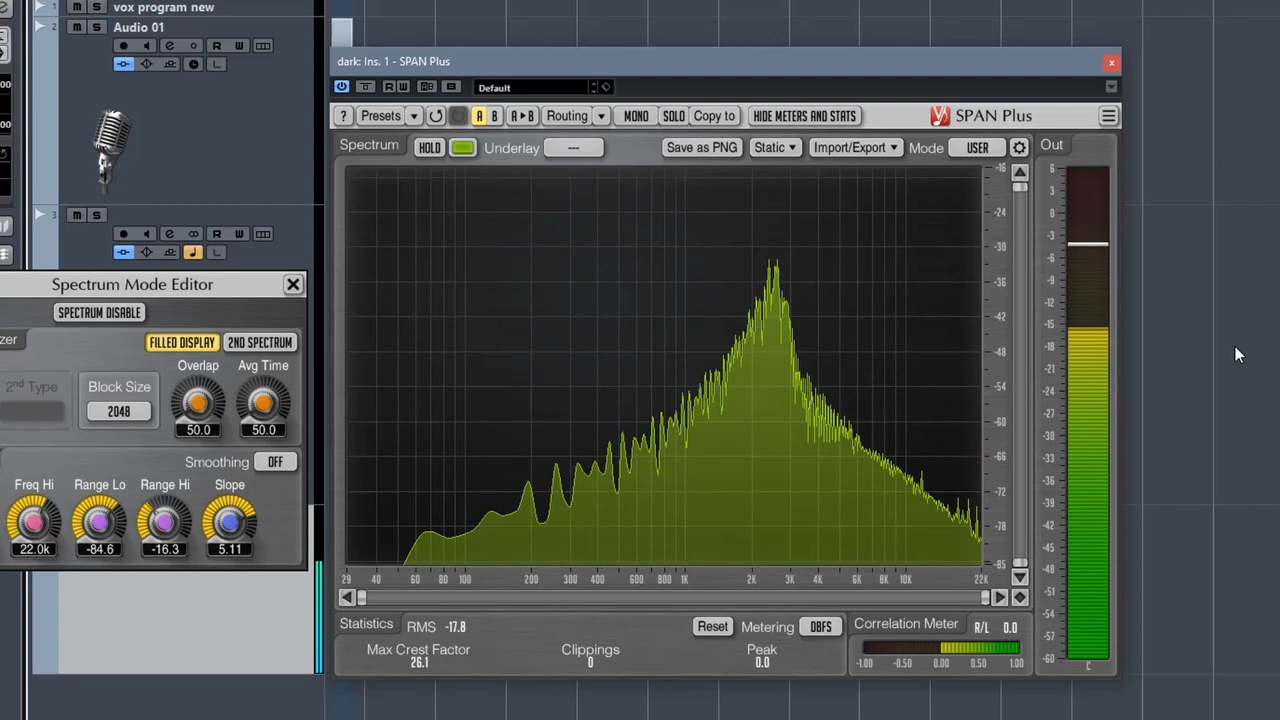 1 m S vox program new
2 m S Audio 01
R W
3 m S
R W
dark: Ins. 1 - SPAN Plus
x
R W
Default
? Presets A B A▸B Routing MONO SOLO Copy to HIDE METERS AND STATS SPAN Plus
Spectrum HOLD Underlay --- Save as PNG Static Import/Export Mode USER Out
-16
-24
-30
-36
-42
-48
-54
-60
-66
-72
-78
-85
29 40 60 80 100 200 300 400 600 800 1K 2K 3K 4K 6K 8K 10K 22K
6
3
0
-3
-6
-9
-12
-15
-18
-21
-24
-27
-30
-33
-36
-39
-42
-45
-48
-51
-54
-57
-60
C
Statistics RMS -17.8 Reset Metering DBFS Correlation Meter R/L 0.0
Max Crest Factor Clippings Peak
26.1 0 0.0
-1.00 -0.50 0.00 0.50 1.00
Spectrum Mode Editor
SPECTRUM DISABLE
zer FILLED DISPLAY 2ND SPECTRUM
2nd Type Block Size Overlap Avg Time
2048
50.0 50.0
Smoothing OFF
Freq Hi Range Lo Range Hi Slope
22.0k -84.6 -16.3 5.11